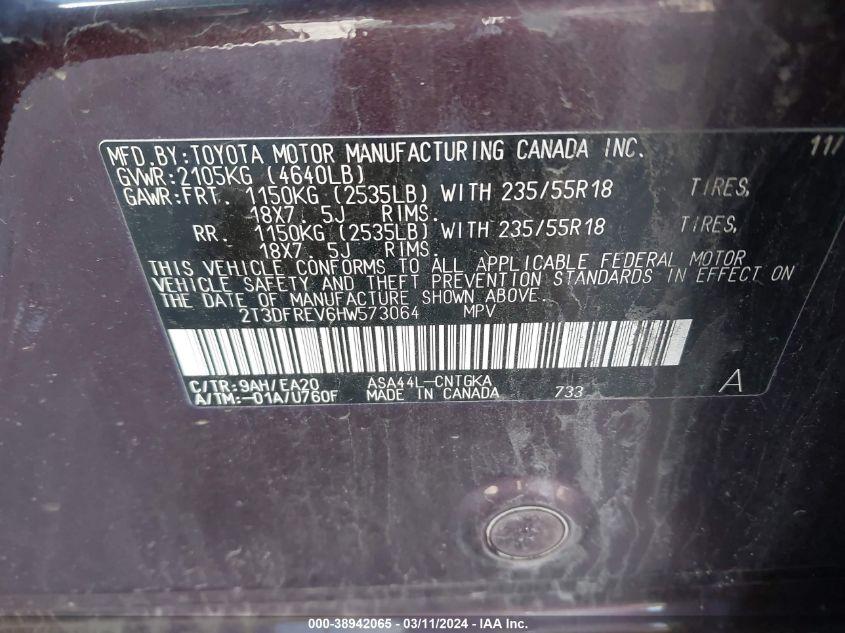 MFD.BY:TOYOTA MOTOR MANUFACTURING CANADA INC. 11/
GVWR:2105KG (4640LB)
GAWR:FRT. 1150KG (2535LB) WITH 235/55R18 TIRES,
18X7. 5J RIMS.
RR. 1150KG (2535LB) WITH 235/55R18 TIRES,
18X7. 5J RIMS.
THIS VEHICLE CONFORMS TO ALL APPLICABLE FEDERAL MOTOR
VEHICLE SAFETY AND THEFT PREVENTION STANDARDS IN EFFECT ON
THE DATE OF MANUFACTURE SHOWN ABOVE.
2T3DFREV6HW573064 MPV
C/TR:9AH/EA20 ASA44L-CNTGKA
A/TM:-01A/U760F MADE IN CANADA 733 A
000-38942065 - 03/11/2024 - IAA Inc.